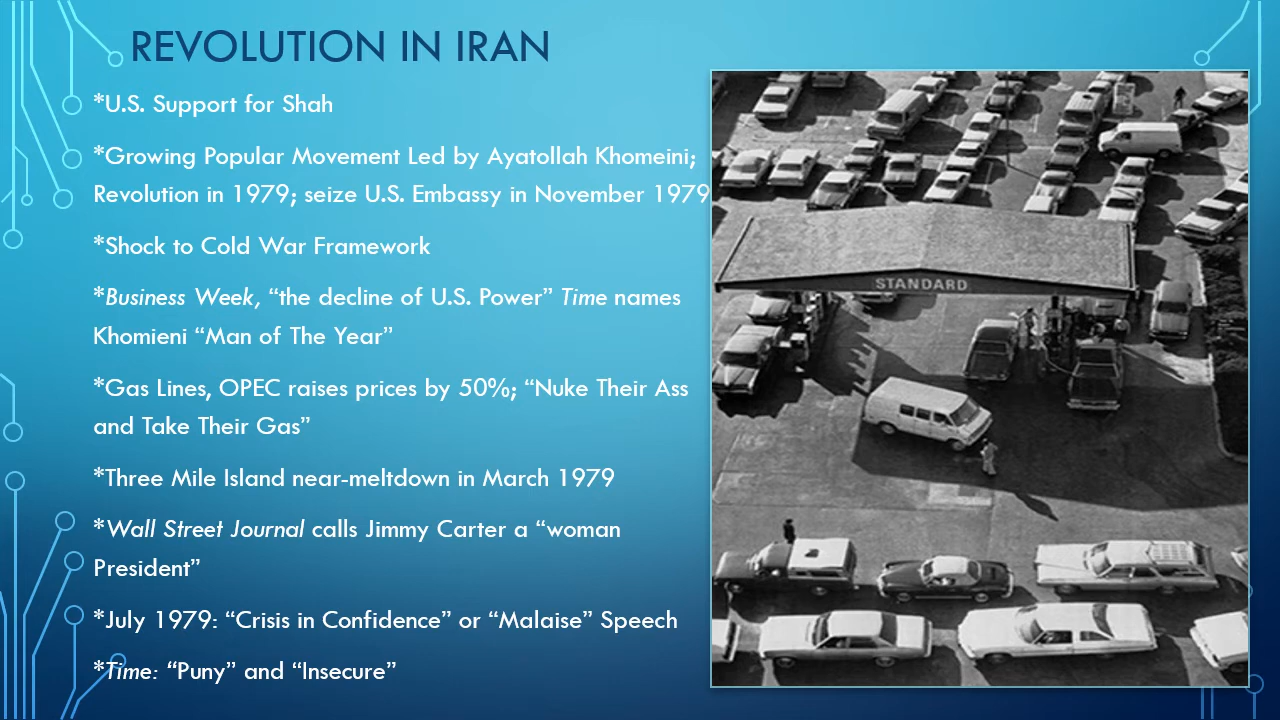 REVOLUTION IN IRAN
*U.S. Support for Shah
*Growing Popular Movement Led by Ayatollah Khomeini;
Revolution in 1979; seize U.S. Embassy in November 1979
*Shock to Cold War Framework
*Business Week, “the decline of U.S. Power” Time names
Khomieni “Man of The Year”
*Gas Lines, OPEC raises prices by 50%; “Nuke Their Ass
and Take Their Gas”
*Three Mile Island near-meltdown in March 1979
*Wall Street Journal calls Jimmy Carter a “woman
President”
*July 1979: “Crisis in Confidence” or “Malaise” Speech
*Time: “Puny” and “Insecure”
STANDARD